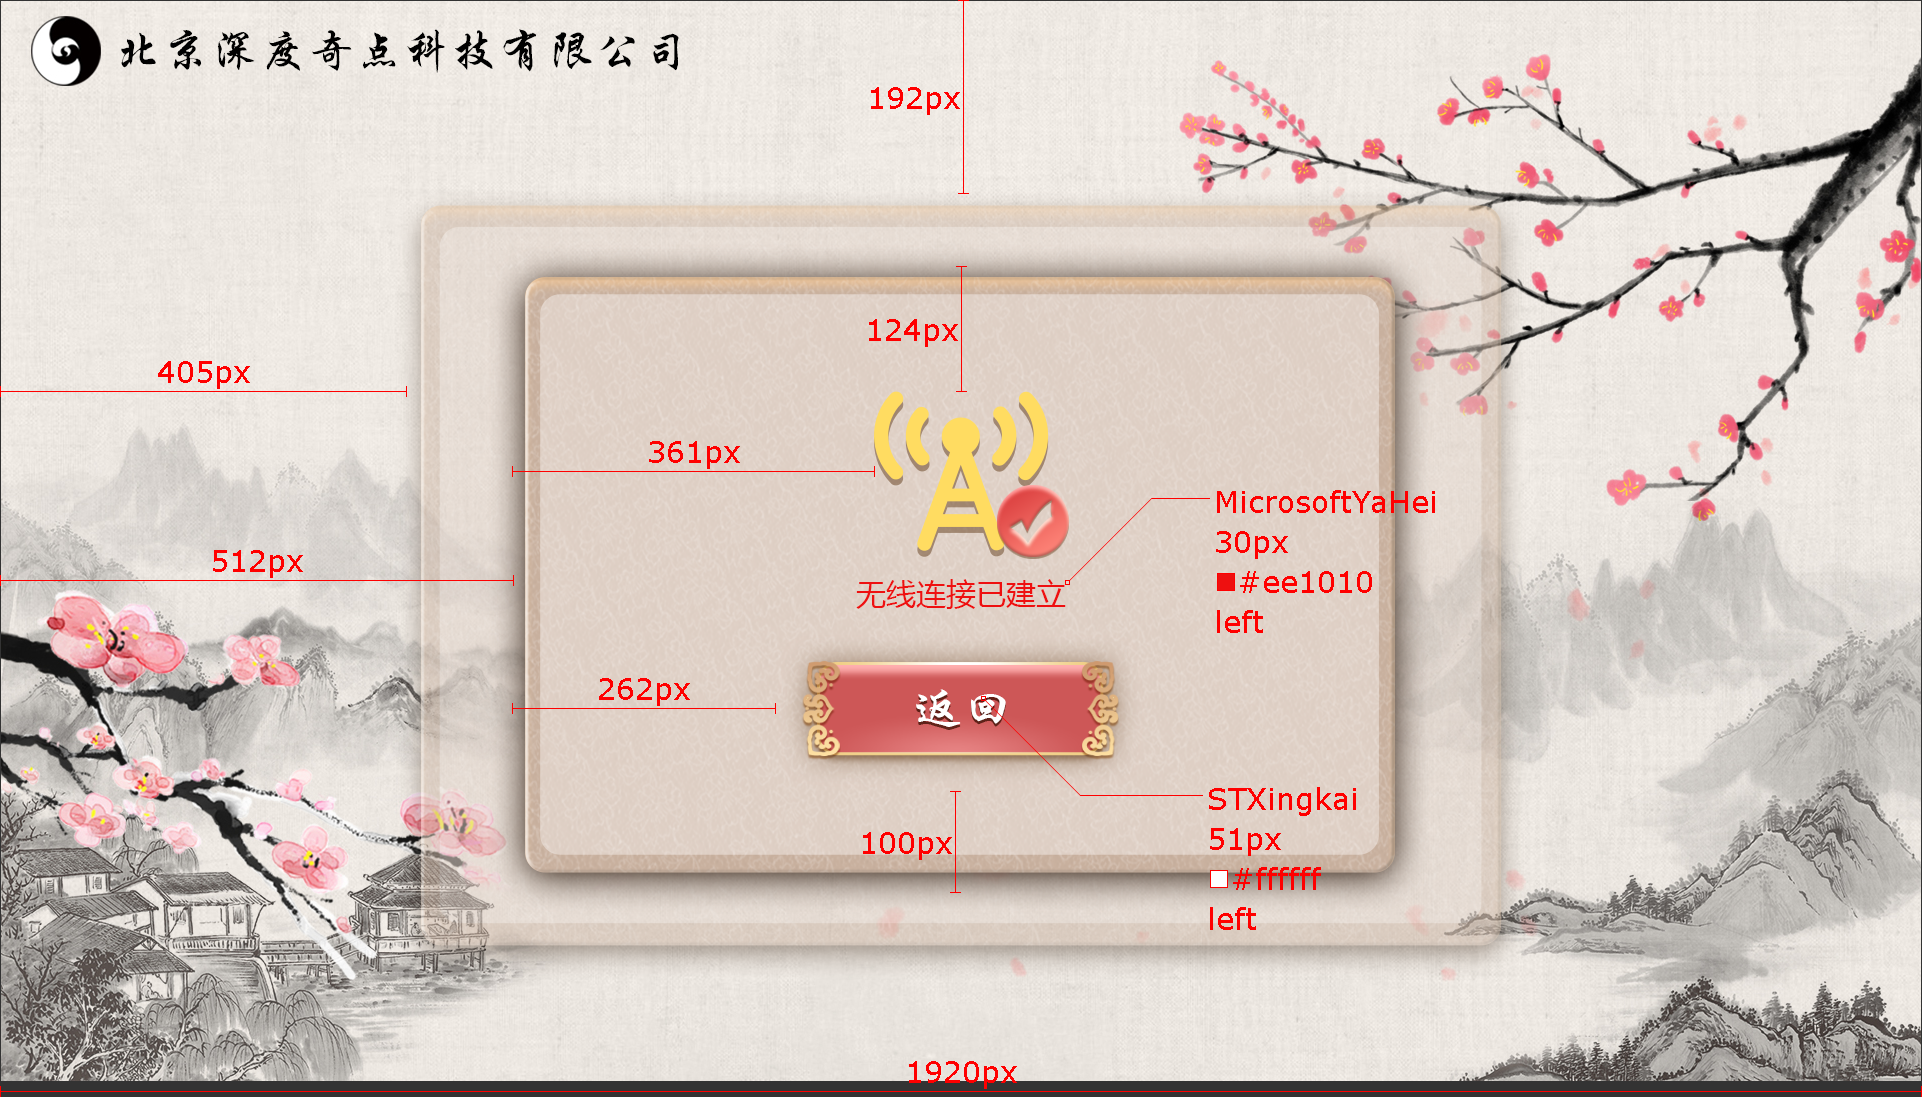 北京深度奇点科技有限公司
192px
124px
405px
361px
MicrosoftYaHei
30px
#ee1010
left
512px
无线连接已建立
262px
返回
STXingkai
51px
#ffffff
left
100px
1920px